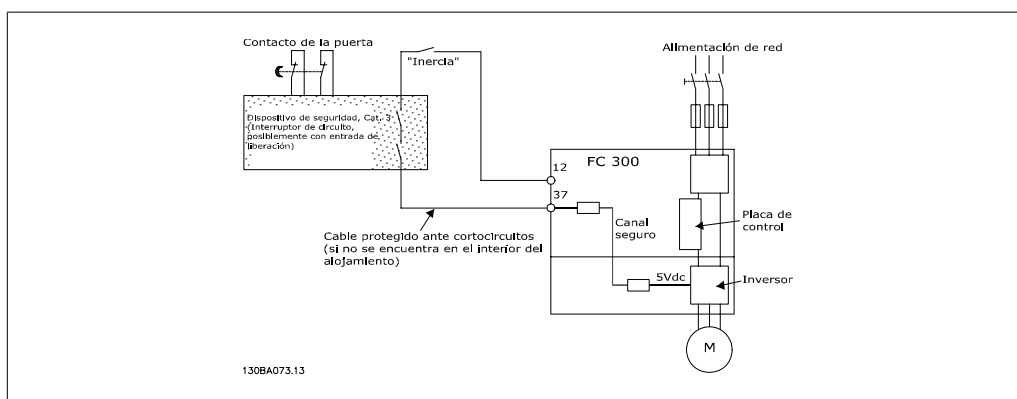 Contacto de la puerta
"Inercia"
Alimentación de red
Dispositivo de seguridad, Cat. 3
(Interruptor de circuito,
posiblemente con entrada de
liberación)
12
FC 300
37
Canal
seguro
Placa de
control
Cable protegido ante cortocircuitos
(si no se encuentra en el interior del
alojamiento)
5Vdc
Inversor
M
130BA073.13